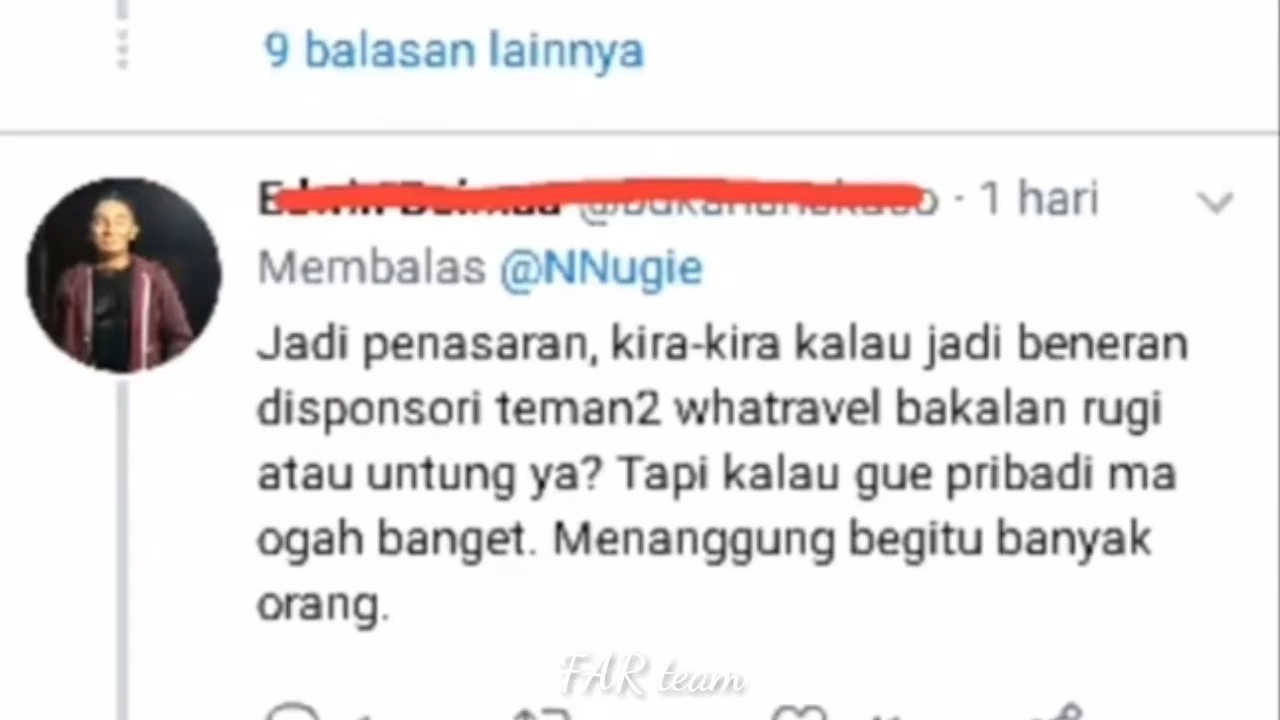 9 balasan lainnya
· 1 hari
Membalas @NNugie
Jadi penasaran, kira-kira kalau jadi beneran
disponsori teman2 whatravel bakalan rugi
atau untung ya? Tapi kalau gue pribadi ma
ogah banget. Menanggung begitu banyak
orang.
FAR team